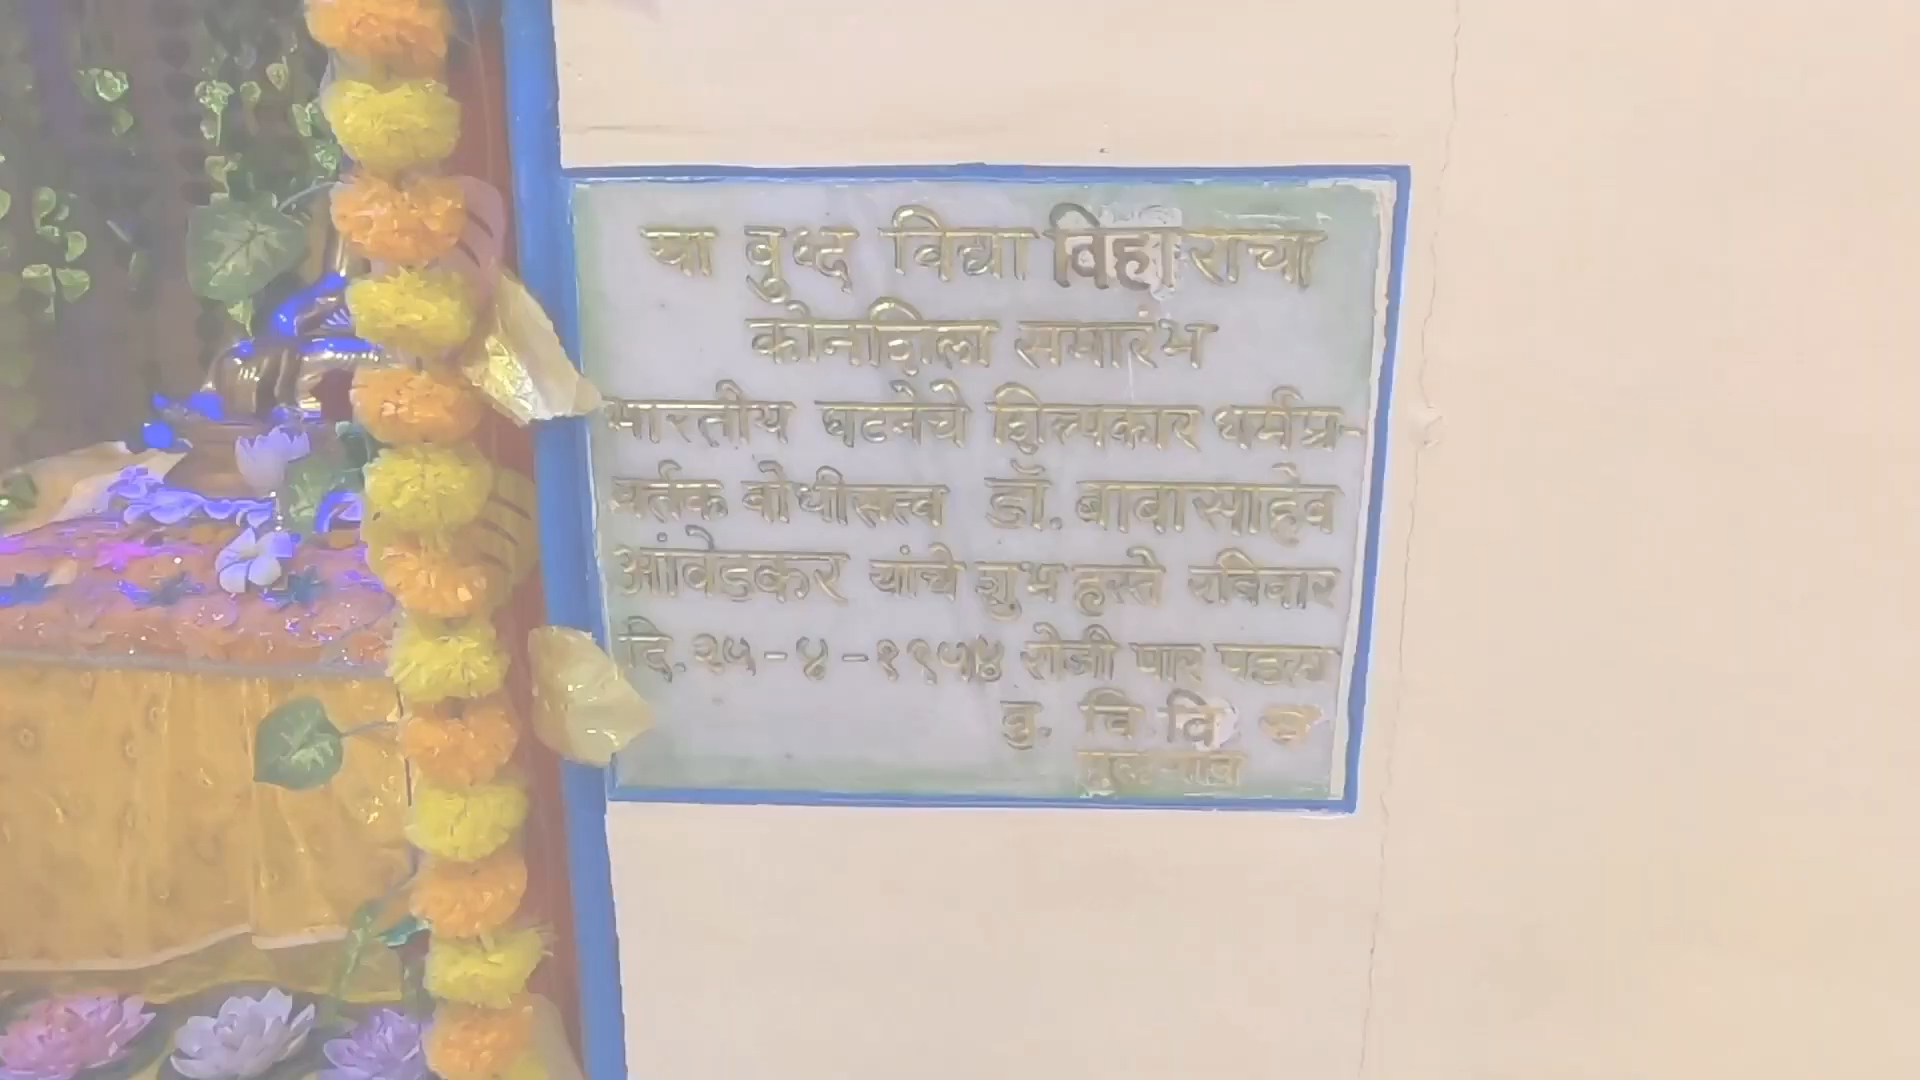 या बुध्द विद्या विहाराचा
कोनशिला समारंभ
भारतीय घटनेचे शिल्पकार धर्मप्र-
वर्तक बोधीसत्व डॉ. बाबासाहेब
आंबेडकर यांचे शुभ हस्ते रविवार
दि. २५-४-१९५४ रोजी पार पडला
बु. वि वि